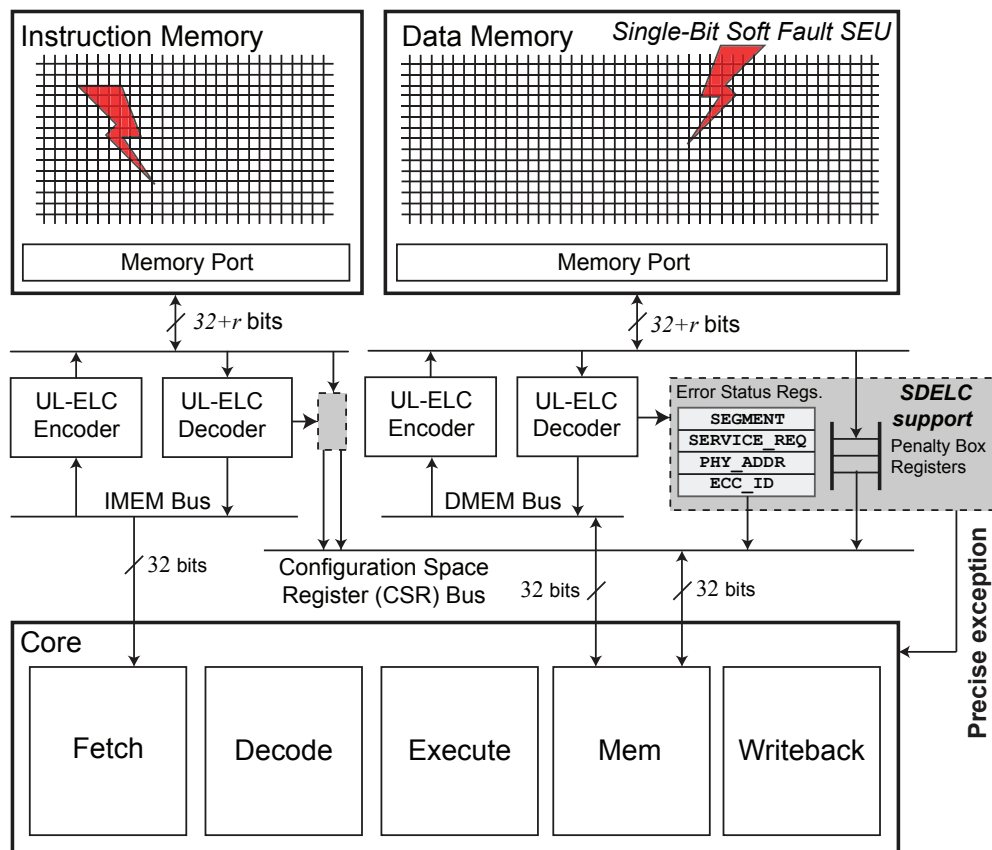 Instruction Memory
Data Memory
Single-Bit Soft Fault SEU
Memory Port
Memory Port
32+r bits
32+r bits
UL-ELC
Encoder
UL-ELC
Decoder
UL-ELC
Encoder
UL-ELC
Decoder
Error Status Regs.
SEGMENT
SERVICE_REQ
PHY_ADDR
ECC_ID
SDELC
support
Penalty Box
Registers
IMEM Bus
DMEM Bus
32 bits
Configuration Space
Register (CSR) Bus
32 bits
32 bits
Precise exception
Core
Fetch
Decode
Execute
Mem
Writeback